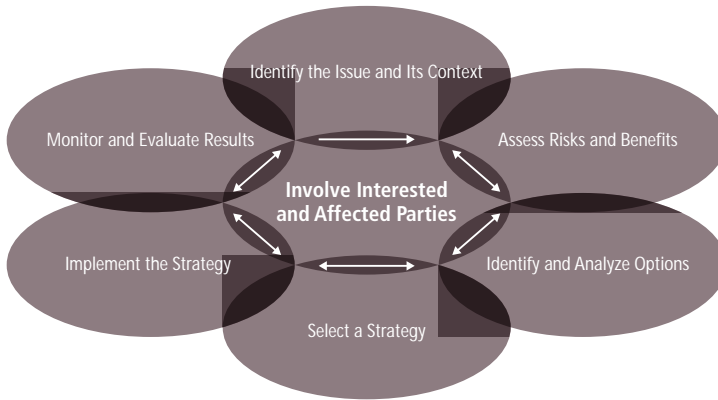 Identify the Issue and Its Context
Monitor and Evaluate Results
Assess Risks and Benefits
Involve Interested
and Affected Parties
Implement the Strategy
Identify and Analyze Options
Select a Strategy